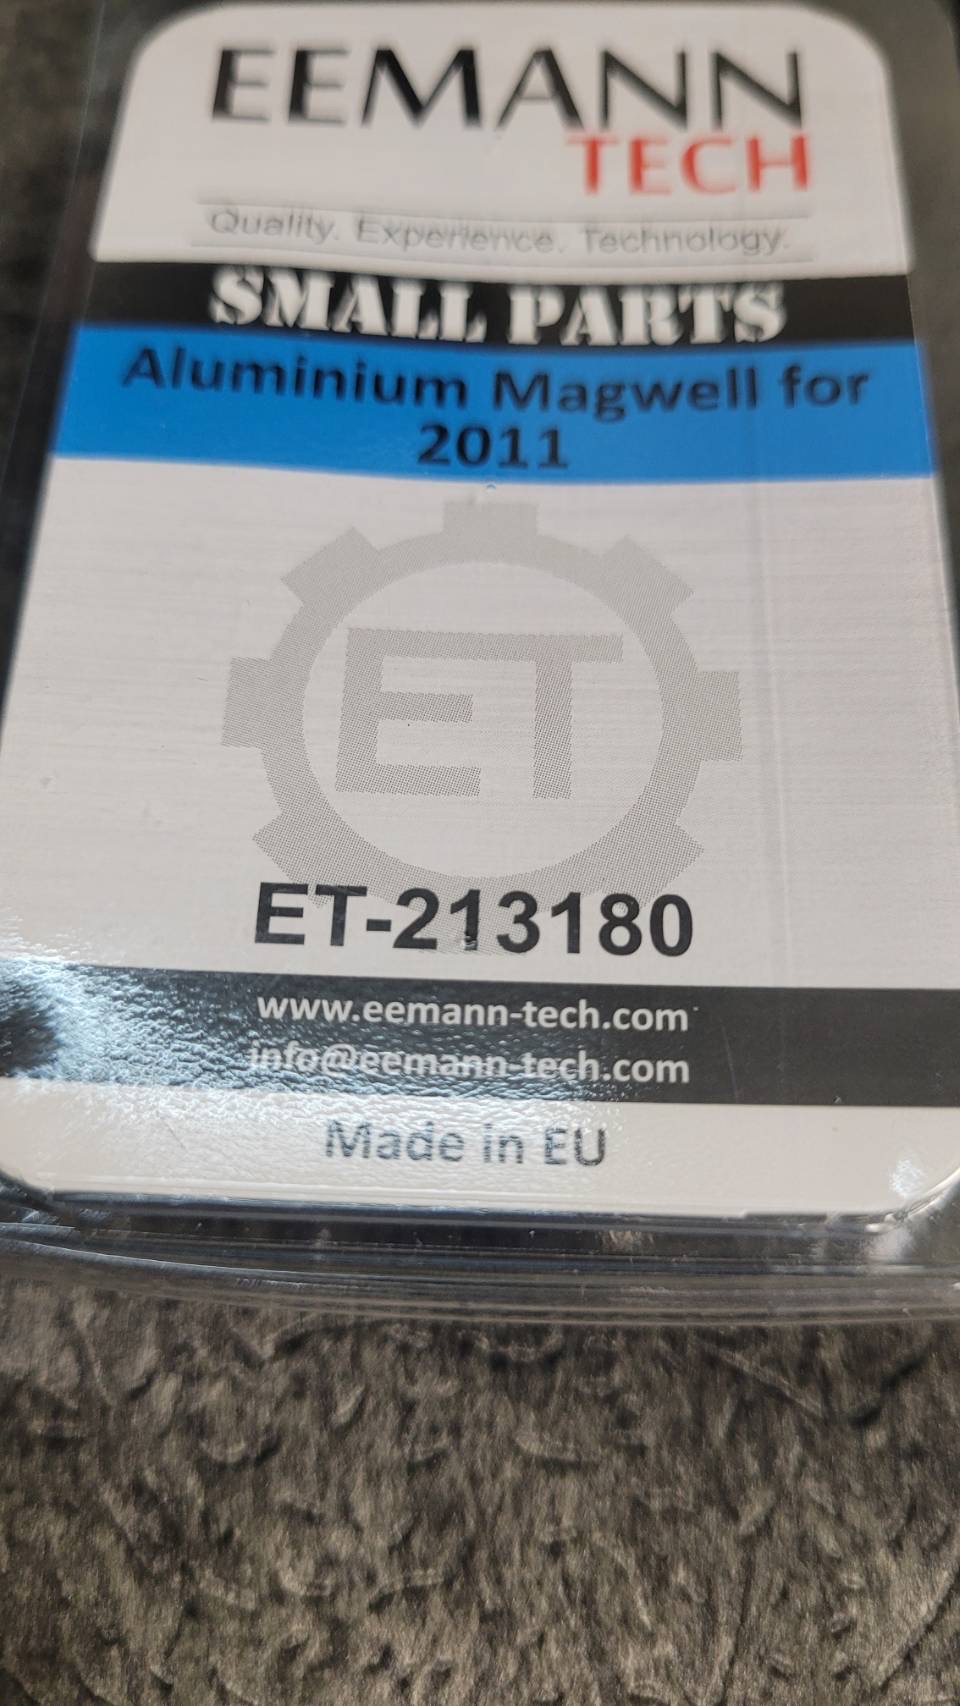 EEMANN
TECH
Quality. Experience. Technology.
SMALL PARTS
Aluminium Magwell for
2011
ET
ET-213180
www.eemann-tech.com
info@eemann-tech.com
Made in EU